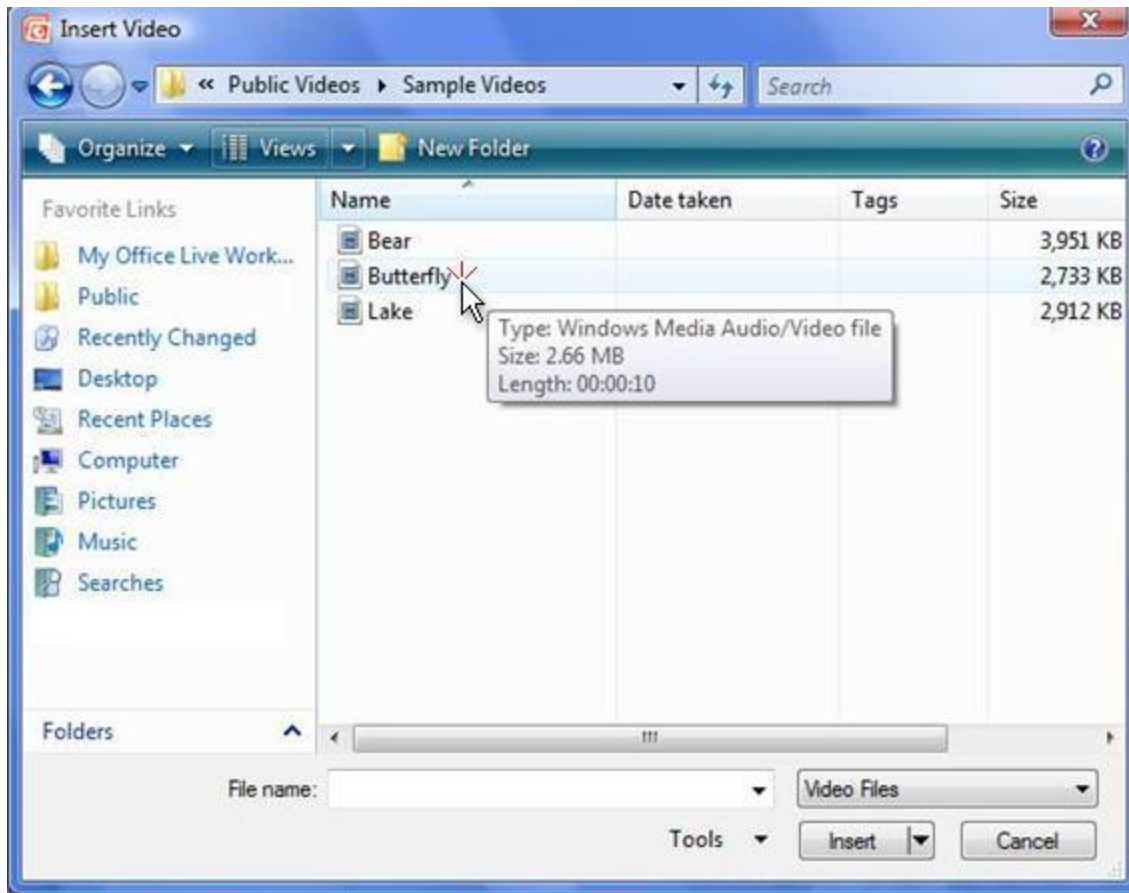 Insert Video
« Public Videos Sample Videos Search
Organize Views New Folder ?
Favorite Links
My Office Live Work...
Public
Recently Changed
Desktop
Recent Places
Computer
Pictures
Music
Searches
Folders
Name Date taken Tags Size
Bear 3,951 KB
Butterfly 2,733 KB
Lake 2,912 KB
Type: Windows Media Audio/Video file
Size: 2.66 MB
Length: 00:00:10
File name: Video Files
Tools Insert Cancel